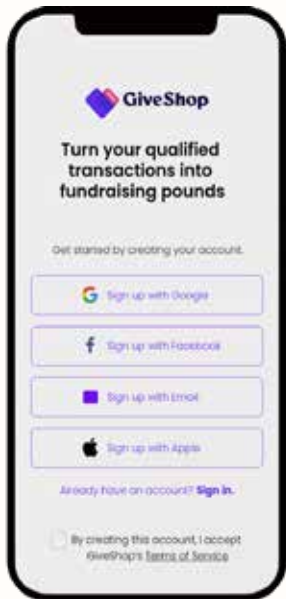 GiveShop
Turn your qualified
transactions into
fundraising pounds
Get started by creating your account.
Sign up with Google
Sign up with Facebook
Sign up with Email
Sign up with Apple
Already have an account? Sign in.
By creating this account, I accept
GiveShop's Terms of Service